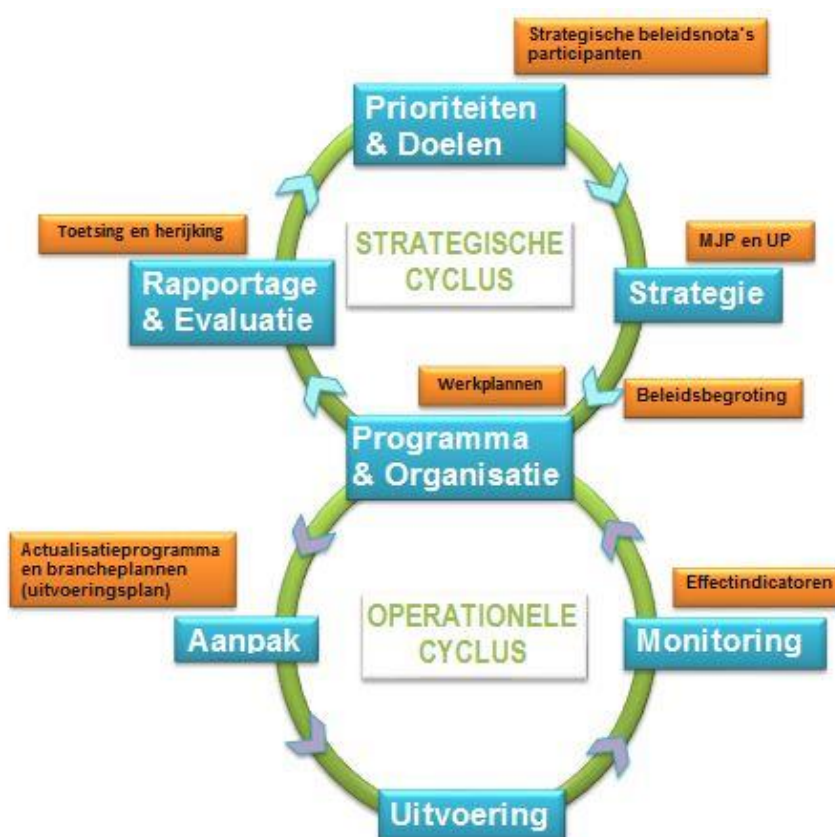 Strategische beleidsnota's
participanten
Prioriteiten
& Doelen
Toetsing en herijking
STRATEGISCHE
CYCLUS
MJP en UP
Rapportage
& Evaluatie
Strategie
Werkplannen
Beleidsbegroting
Programma
& Organisatie
Actualisatieprogramma
en brancheplannen
(uitvoeringsplan)
Effectindicatoren
OPERATIONELE
CYCLUS
Aanpak
Monitoring
Uitvoering